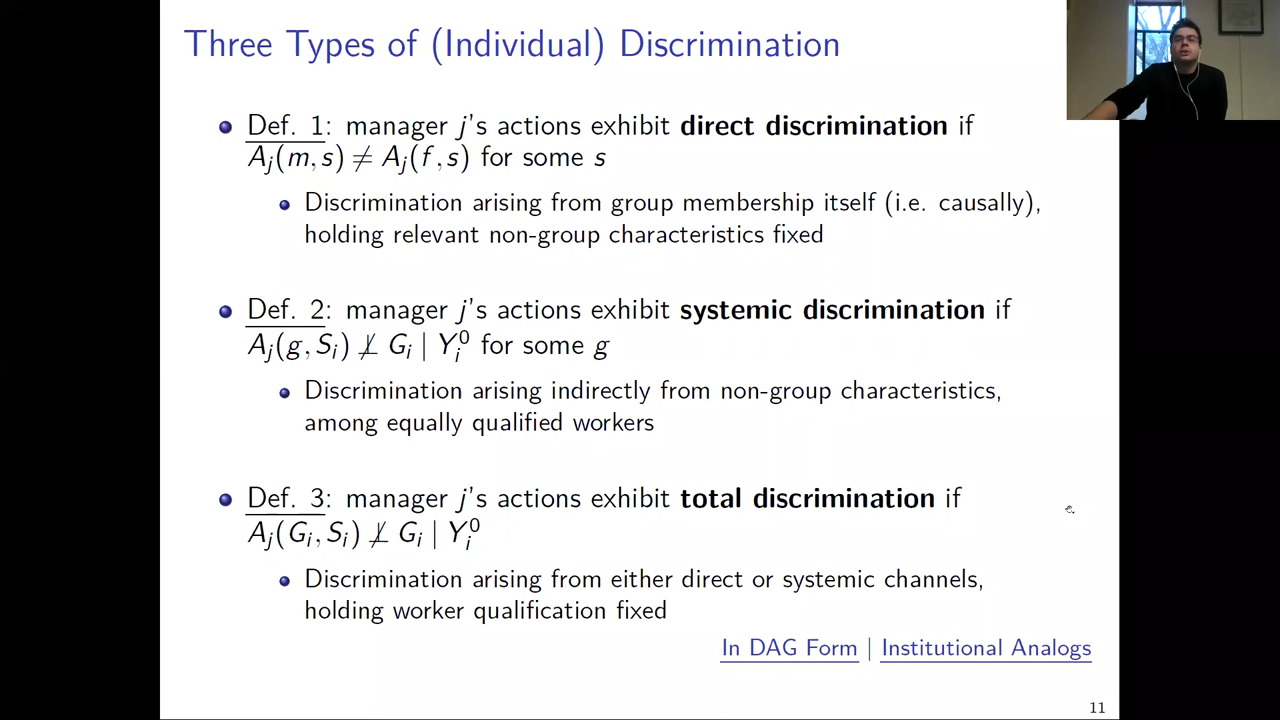 Three Types of (Individual) Discrimination
Def. 1: manager j's actions exhibit direct discrimination if
Aⱼ(m, s) ≠ Aⱼ(f, s) for some s
Discrimination arising from group membership itself (i.e. causally),
holding relevant non-group characteristics fixed
Def. 2: manager j's actions exhibit systemic discrimination if
Aⱼ(g, Sᵢ) ⊥̸ Gᵢ | Yᵢ⁰ for some g
Discrimination arising indirectly from non-group characteristics,
among equally qualified workers
Def. 3: manager j's actions exhibit total discrimination if
Aⱼ(Gᵢ, Sᵢ) ⊥̸ Gᵢ | Yᵢ⁰
Discrimination arising from either direct or systemic channels,
holding worker qualification fixed
In DAG Form | Institutional Analogs
11